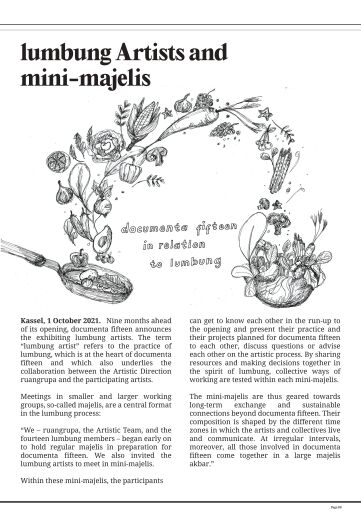 lumbung Artists and
mini-majelis
documenta fifteen
in relation
to lumbung
Kassel, 1 October 2021. Nine months ahead
of its opening, documenta fifteen announces
the exhibiting lumbung artists. The term
“lumbung artist” refers to the practice of
lumbung, which is at the heart of documenta
fifteen and which also underlies the
collaboration between the Artistic Direction
ruangrupa and the participating artists.
Meetings in smaller and larger working
groups, so-called majelis, are a central format
in the lumbung process:
“We – ruangrupa, the Artistic Team, and the
fourteen lumbung members – began early on
to hold regular majelis in preparation for
documenta fifteen. We also invited the
lumbung artists to meet in mini-majelis.
Within these mini-majelis, the participants
can get to know each other in the run-up to
the opening and present their practice and
their projects planned for documenta fifteen
to each other, discuss questions or advise
each other on the artistic process. By sharing
resources and making decisions together in
the spirit of lumbung, collective ways of
working are tested within each mini-majelis.
The mini-majelis are thus geared towards
long-term exchange and sustainable
connections beyond documenta fifteen. Their
composition is shaped by the different time
zones in which the artists and collectives live
and communicate. At irregular intervals,
moreover, all those involved in documenta
fifteen come together in a large majelis
akbar.”